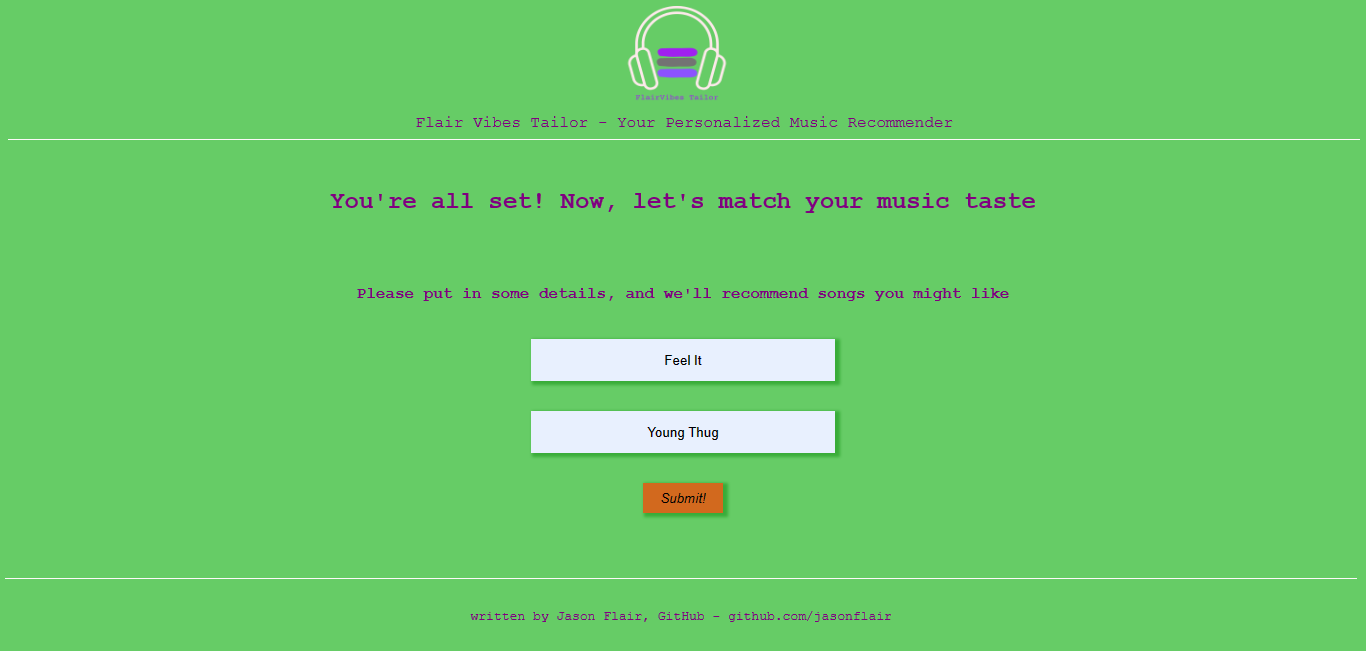 FlairVibes Tailor
Flair Vibes Tailor - Your Personalized Music Recommender
You're all set! Now, let's match your music taste
Please put in some details, and we'll recommend songs you might like
Feel It
Young Thug
Submit!
written by Jason Flair, GitHub - github.com/jasonflair